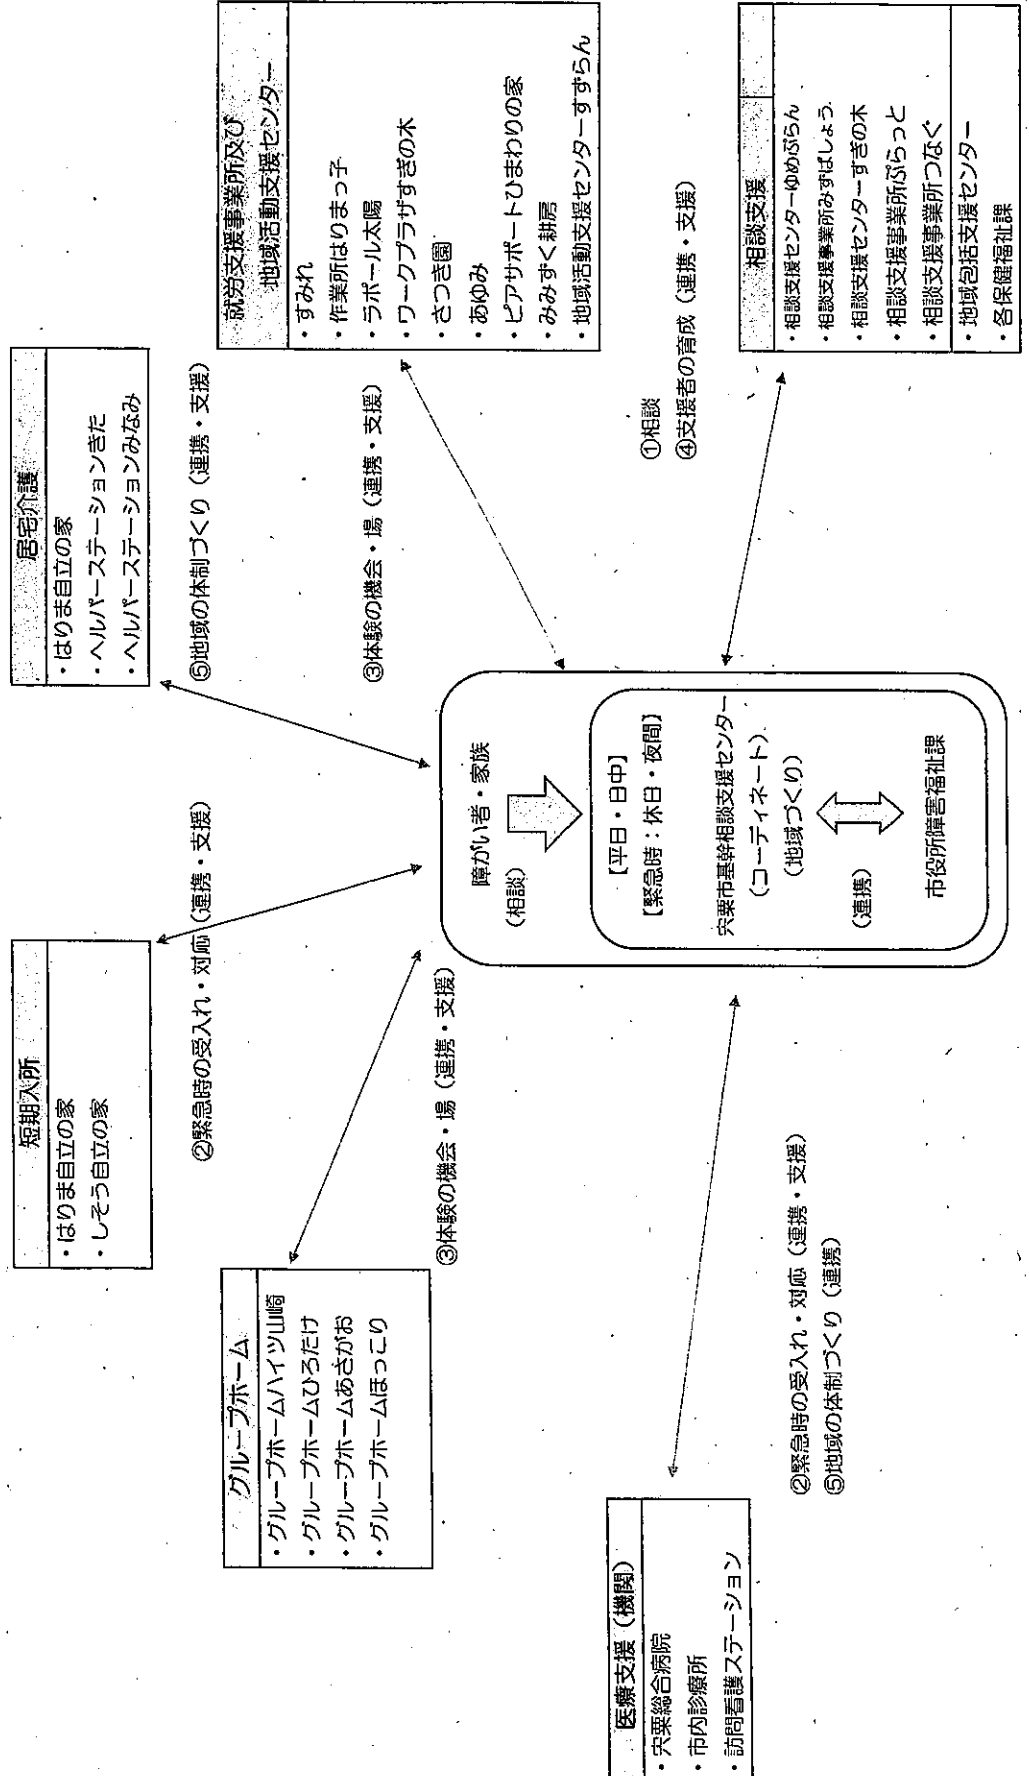 短期入所
・はりま自立の家
・しそう自立の家
居宅介護
・はりま自立の家
・ヘルパーステーションきた
・ヘルパーステーションみなみ
②緊急時の受入れ・対応（連携・支援）
⑤地域の体制づくり（連携・支援）
グループホーム
・グループホームハイツ山崎
・グループホームひろたけ
・グループホームあさがお
・グループホームほっこり
③体験の機会・場（連携・支援）
就労支援事業所及び
地域活動支援センター
・すみれ
・作業所はりまっ子
・ラポール太陽
・ワークプラザすぎの木
・さつき園
・あゆみ
・ピアサポートひまわりの家
・みみずく耕房
・地域活動支援センターすずらん
③体験の機会・場（連携・支援）
障がい者・家族
（相談）
【平日・日中】
【緊急時：休日・夜間】
宍粟市基幹相談支援センター
（コーディネート）
（地域づくり）
（連携）
市役所障害福祉課
医療支援（機関）
・宍粟総合病院
・市内診療所
・訪問看護ステーション
②緊急時の受入れ・対応（連携・支援）
⑤地域の体制づくり（連携）
①相談
④支援者の育成（連携・支援）
相談支援
・相談支援センターゆめぷらん
・相談支援事業所みずばしょう
・相談支援センターすぎの木
・相談支援事業所ぷらっと
・相談支援事業所つなぐ
・地域包括支援センター
・各保健福祉課